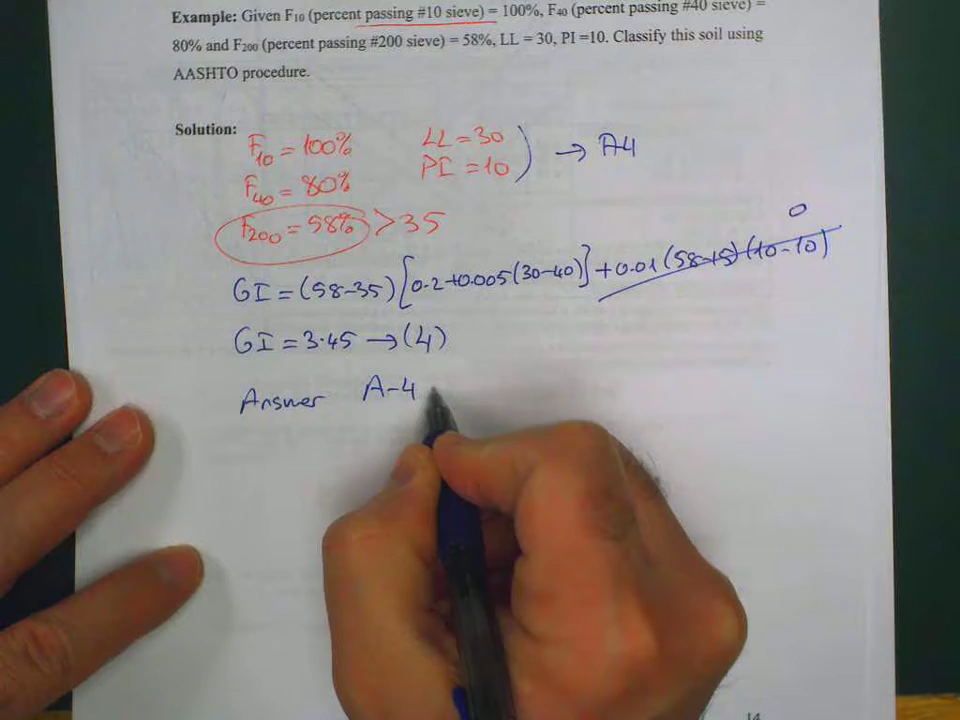 Example: Given F10 (percent passing #10 sieve) = 100%, F40 (percent passing #40 sieve) =
80% and F200 (percent passing #200 sieve) = 58%, LL = 30, PI =10. Classify this soil using
AASHTO procedure.
Solution:
F10 = 100% LL = 30
F40 = 80% PI = 10 ) → A4
F200 = 58% > 35
0
GI = (58-35) [0.2+0.005(30-40)] + 0.01 (58-15) (10-10)
GI = 3.45 → (4)
Answer A-4
14